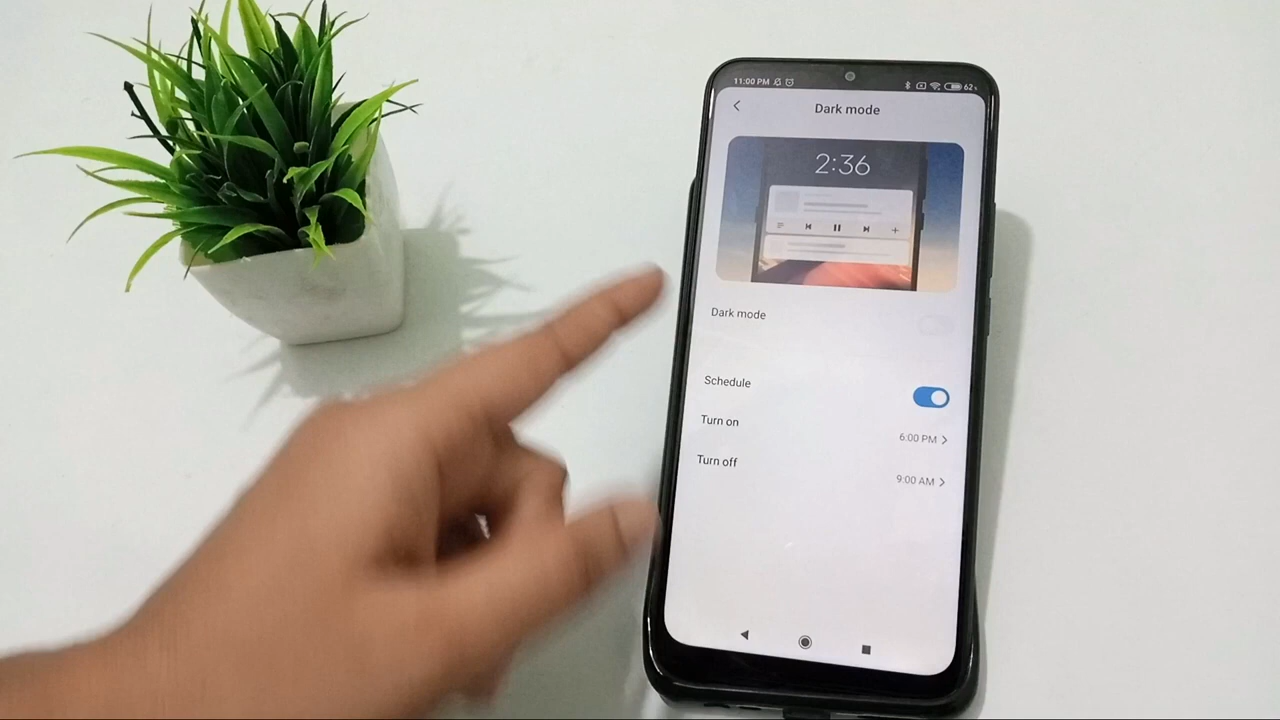 11:00 PM 62%
Dark mode
2:36
Dark mode
Schedule
Turn on
6:00 PM
Turn off
9:00 AM